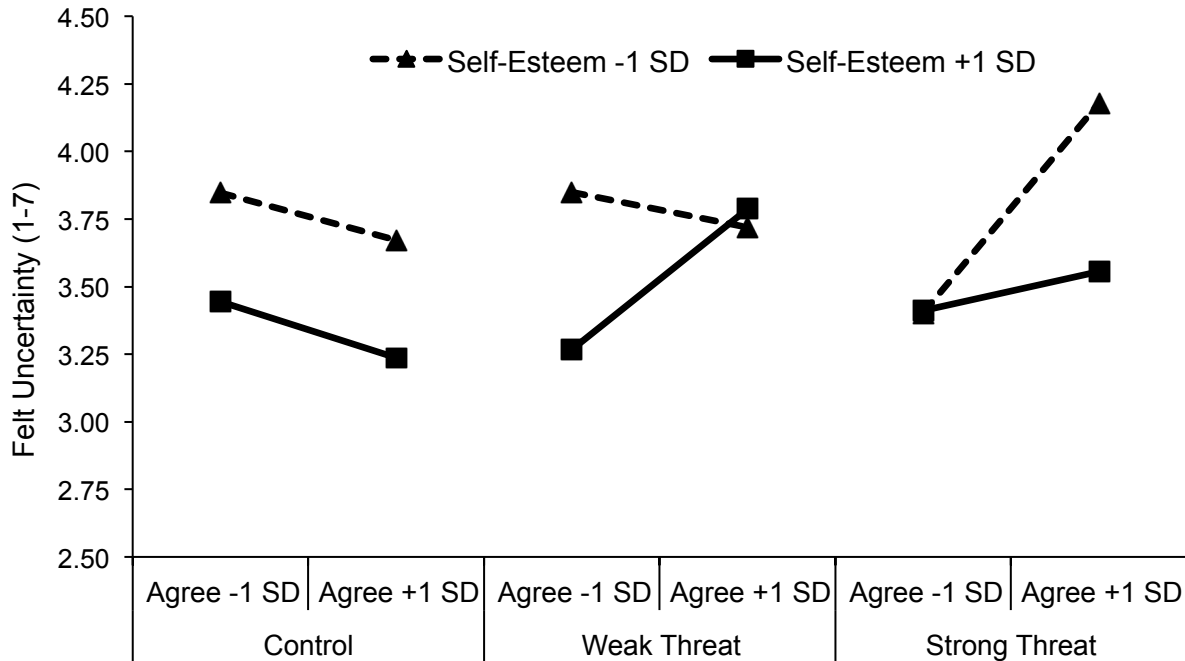 4.50
Self-Esteem -1 SD Self-Esteem +1 SD
4.25
4.00
3.75
3.50
3.25
3.00
2.75
2.50
Felt Uncertainty (1-7)
Agree -1 SD Agree +1 SD Agree -1 SD Agree +1 SD Agree -1 SD Agree +1 SD
Control Weak Threat Strong Threat